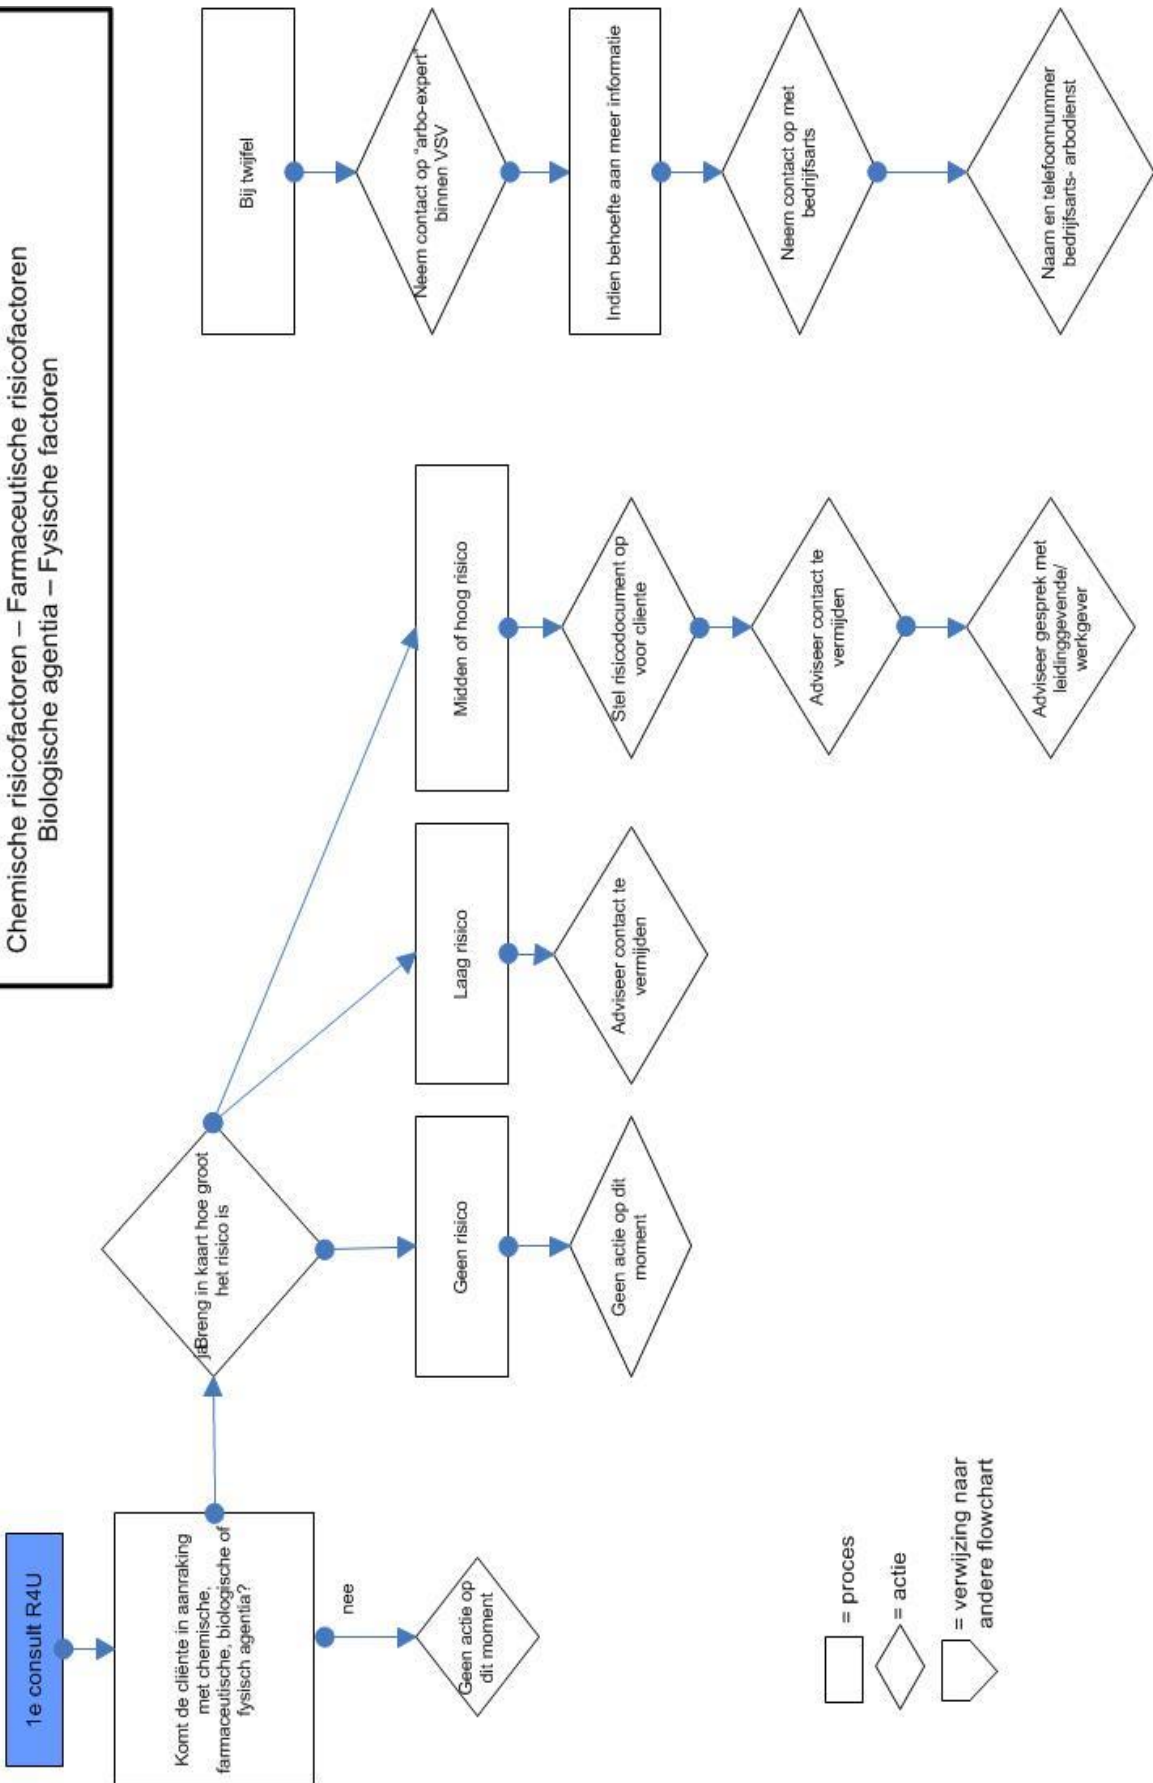 Chemische risicofactoren – Farmaceutische risicofactoren
Biologische agentia – Fysische factoren
1e consult R4U
Komt de cliënte in aanraking
met chemische,
farmaceutische, biologische of
fysisch agentia?
nee
Geen actie op
dit moment
jaBreng in kaart hoe groot
het risico is
Geen risico
Geen actie op dit
moment
Laag risico
Adviseer contact te
vermijden
Midden of hoog risico
Stel risicodocument op
voor cliente
Adviseer contact te
vermijden
Adviseer gesprek met
leidinggevende/
werkgever
Bij twijfel
Neem contact op "arbo-expert"
binnen VSV
Indien behoefte aan meer informatie
Neem contact op met
bedrijfsarts
Naam en telefoonnummer
bedrijfsarts- arbodienst
= proces
= actie
= verwijzing naar
andere flowchart